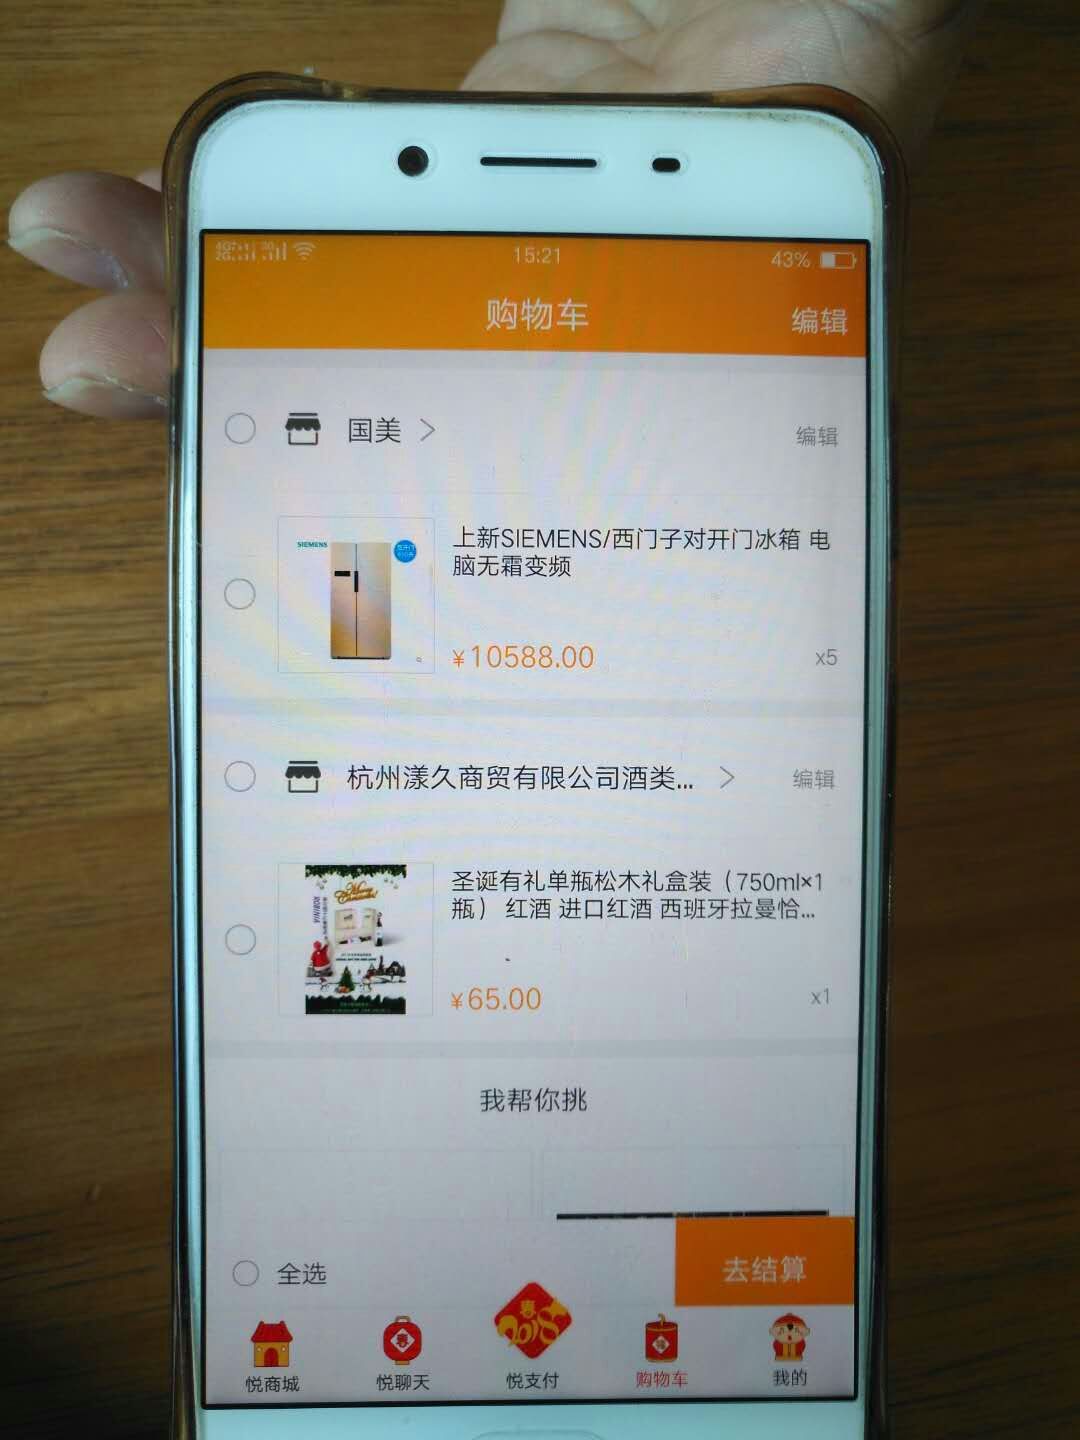 15:21
43%
购物车
编辑
国美
编辑
SIEMENS
上新SIEMENS/西门子对开门冰箱 电
脑无霜变频
¥10588.00
x5
杭州漾久商贸有限公司酒类...
编辑
Merry
Christmas!
圣诞有礼单瓶松木礼盒装（750ml×1
瓶） 红酒 进口红酒 西班牙拉曼恰...
¥65.00
x1
我帮你挑
全选
去结算
春
2018
春
悦商城
悦聊天
悦支付
购物车
我的